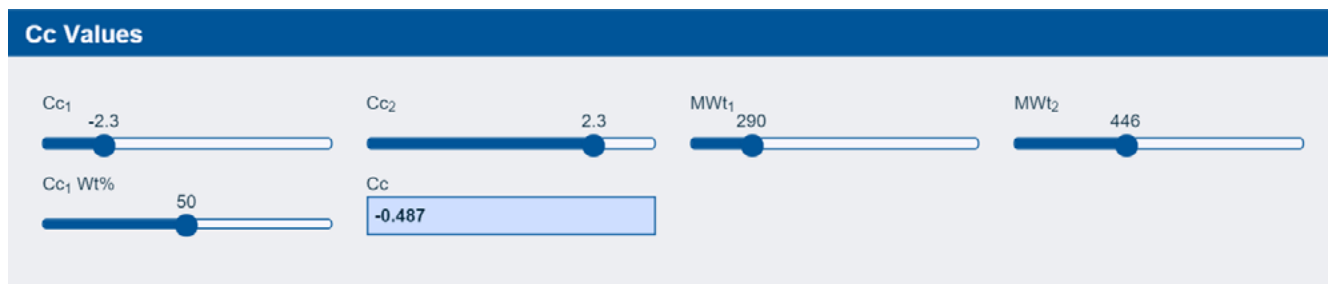 Cc Values
Cc₁ Cc₂ MWt₁ MWt₂
-2.3 2.3 290 446
Cc₁ Wt% Cc
50 -0.487